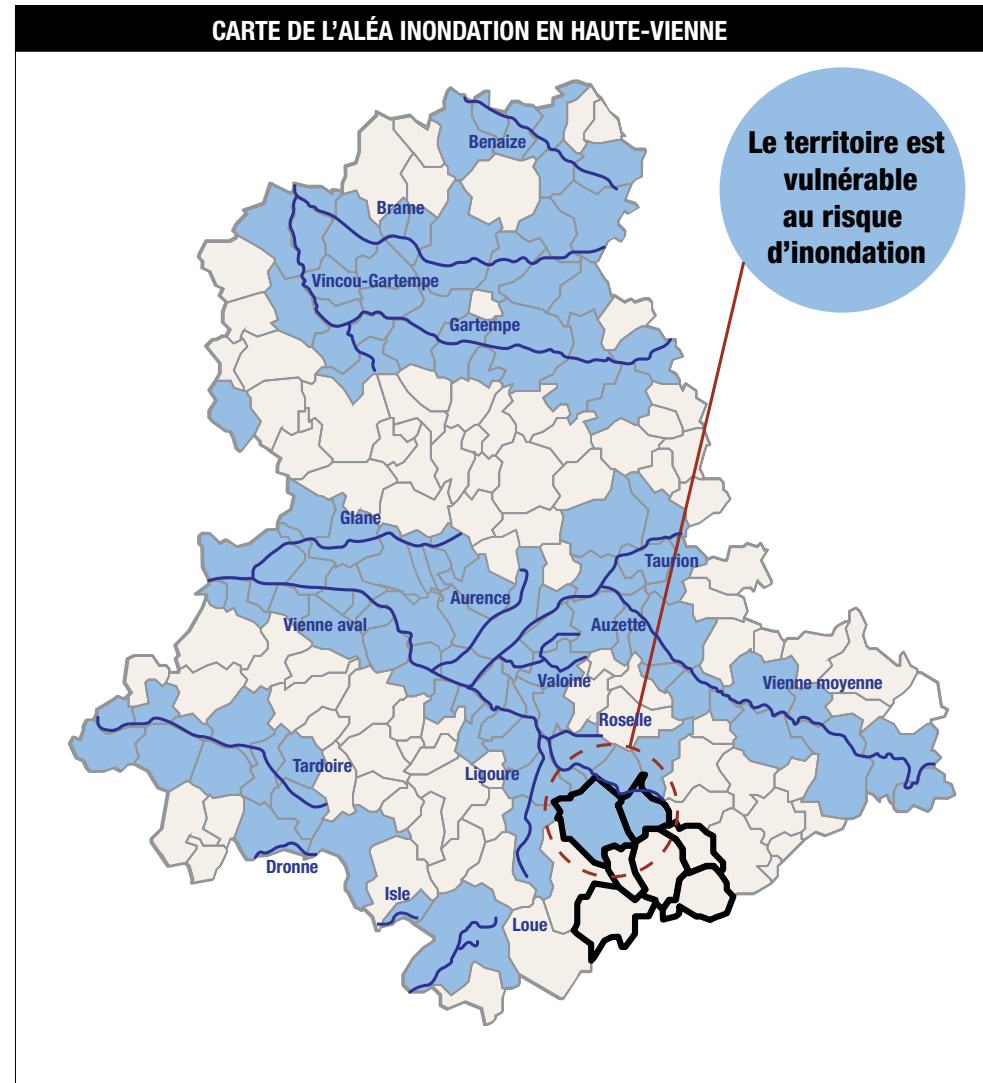 CARTE DE L'ALÉA INONDATION EN HAUTE-VIENNE
Le territoire est
vulnérable
au risque
d'inondation
Benaize
Brame
Vincou-Gartempe
Gartempe
Glane
Taurion
Aurence
Vienne aval
Auzette
Valoine
Vienne moyenne
Roselle
Tardoire
Ligoure
Dronne
Isle
Loue